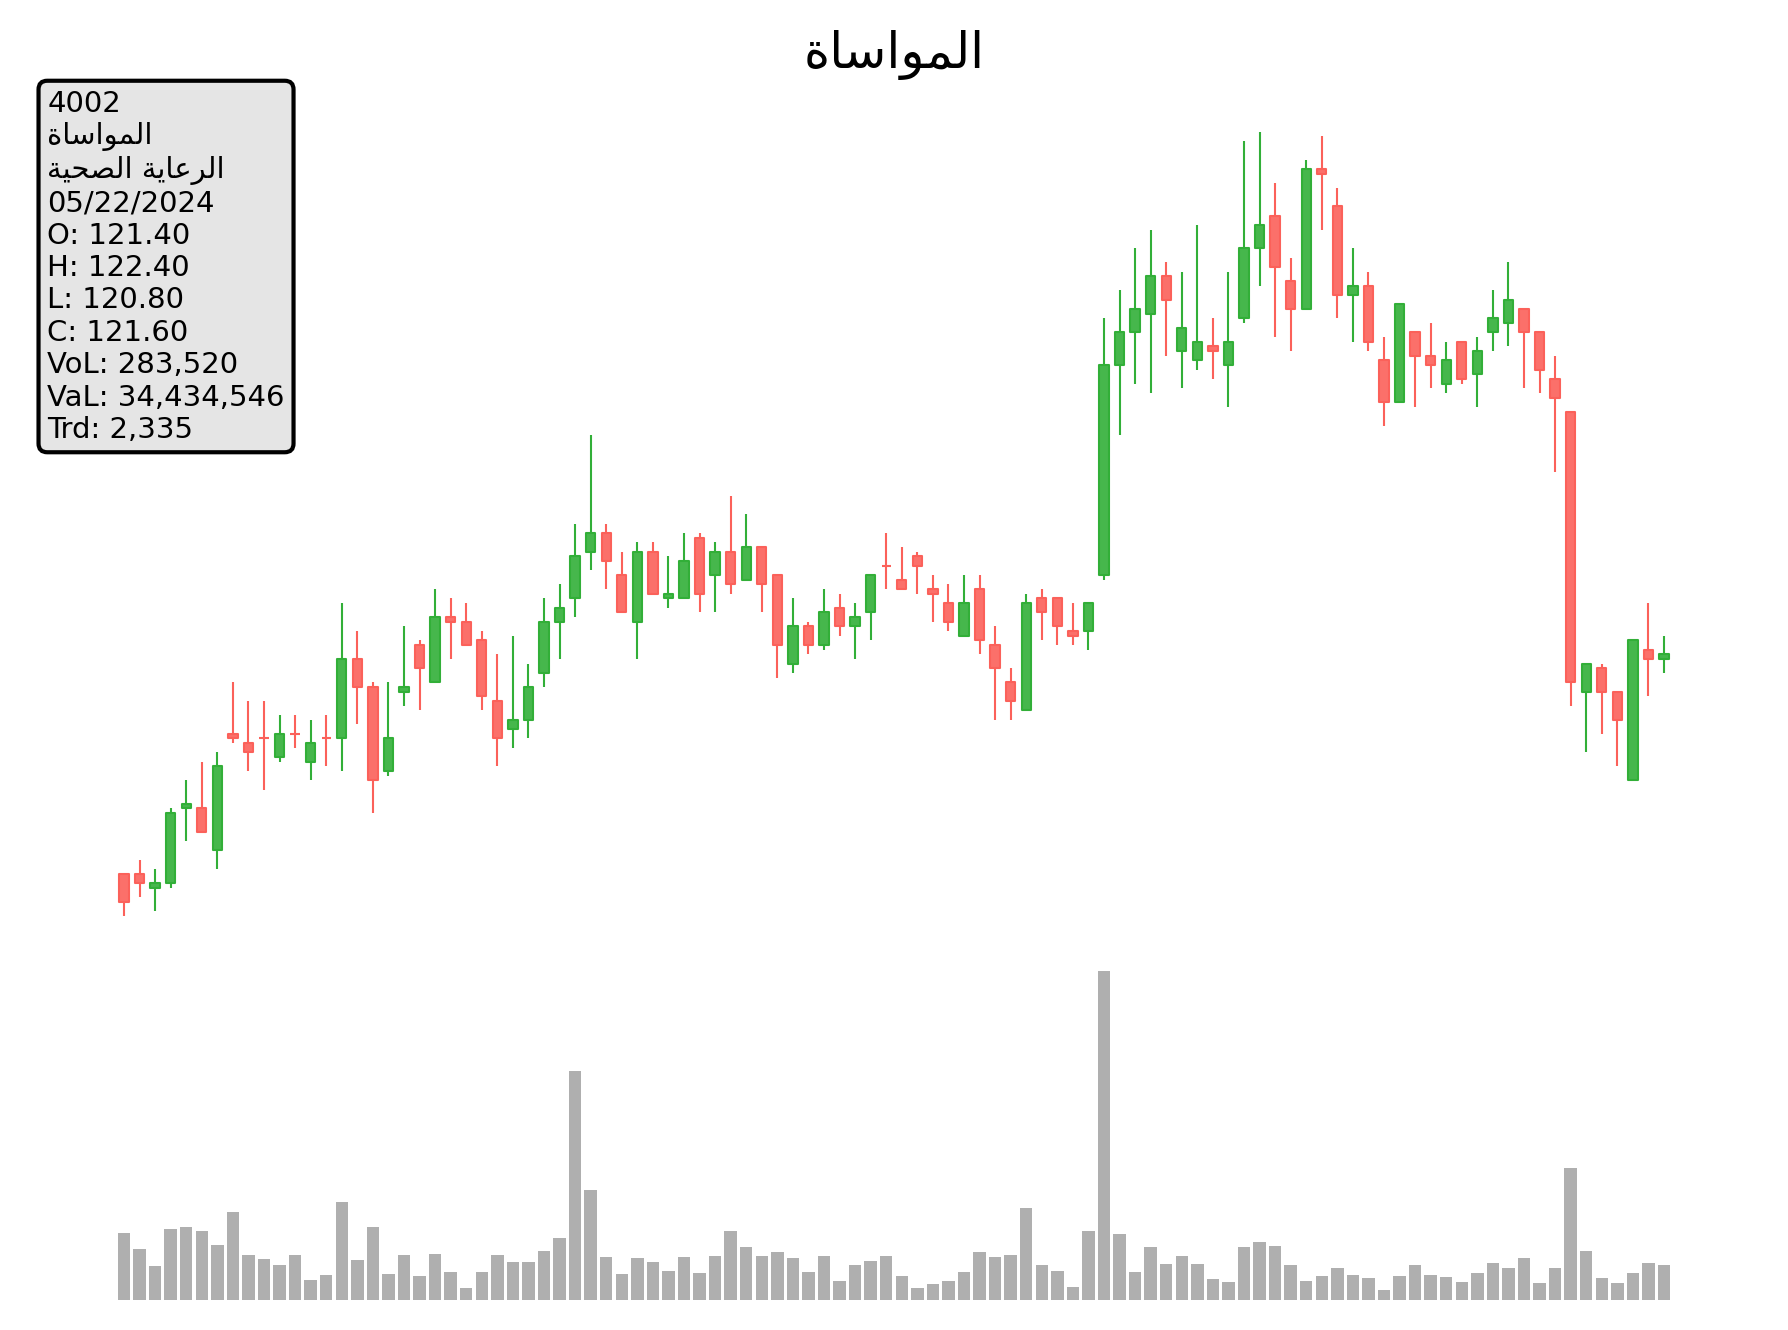 المواساة
4002
المواساة
الرعاية الصحية
05/22/2024
O: 121.40
H: 122.40
L: 120.80
C: 121.60
VoL: 283,520
VaL: 34,434,546
Trd: 2,335